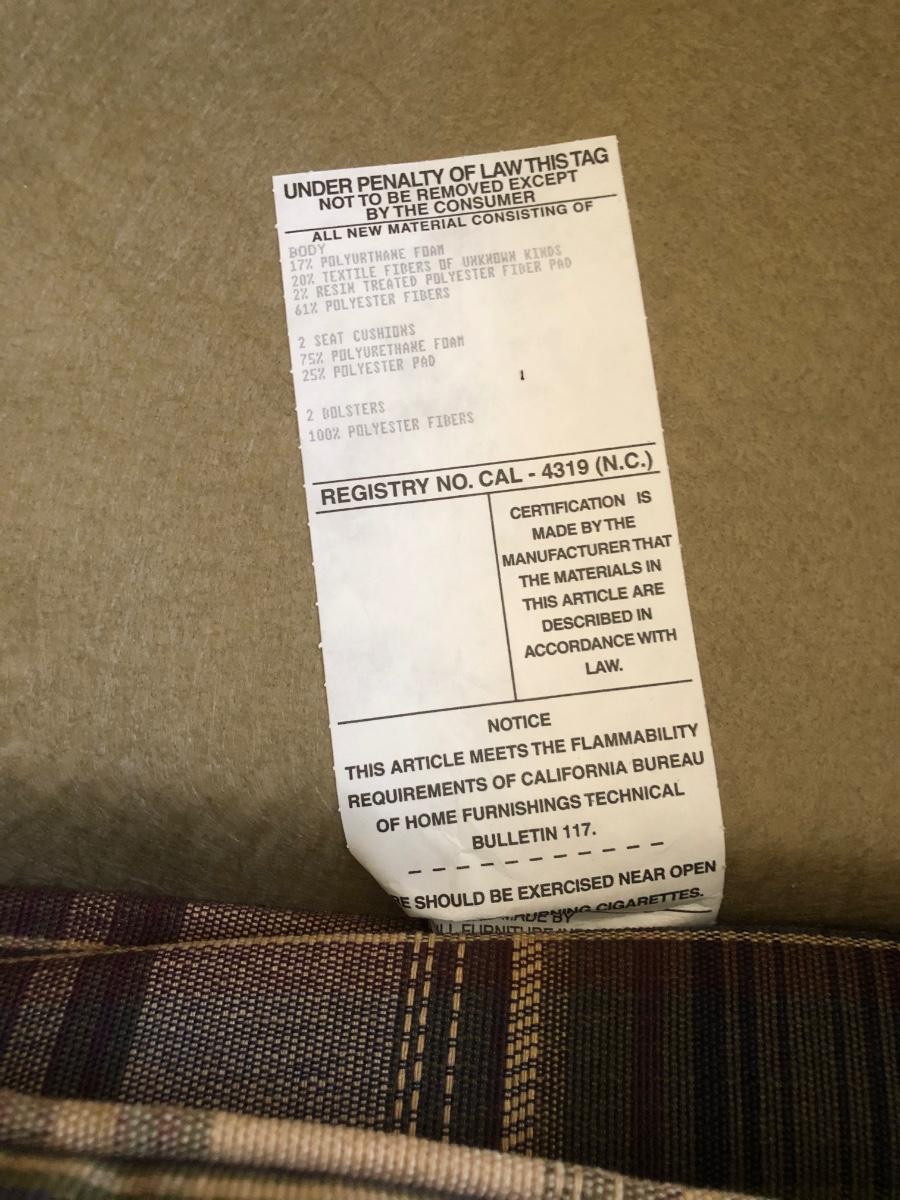 UNDER PENALTY OF LAW THIS TAG
NOT TO BE REMOVED EXCEPT
BY THE CONSUMER
ALL NEW MATERIAL CONSISTING OF
BODY
17% POLYURTHANE FOAM
20% TEXTILE FIBERS OF UNKNOWN KINDS
2% RESIN TREATED POLYESTER FIBER PAD
61% POLYESTER FIBERS
2 SEAT CUSHIONS
75% POLYURETHANE FOAM
25% POLYESTER PAD
2 BOLSTERS
100% POLYESTER FIBERS
REGISTRY NO. CAL - 4319 (N.C.)
CERTIFICATION IS
MADE BY THE
MANUFACTURER THAT
THE MATERIALS IN
THIS ARTICLE ARE
DESCRIBED IN
ACCORDANCE WITH
LAW.
NOTICE
THIS ARTICLE MEETS THE FLAMMABILITY
REQUIREMENTS OF CALIFORNIA BUREAU
OF HOME FURNISHINGS TECHNICAL
BULLETIN 117.
SHOULD BE EXERCISED NEAR OPEN
CIGARETTES.
BY